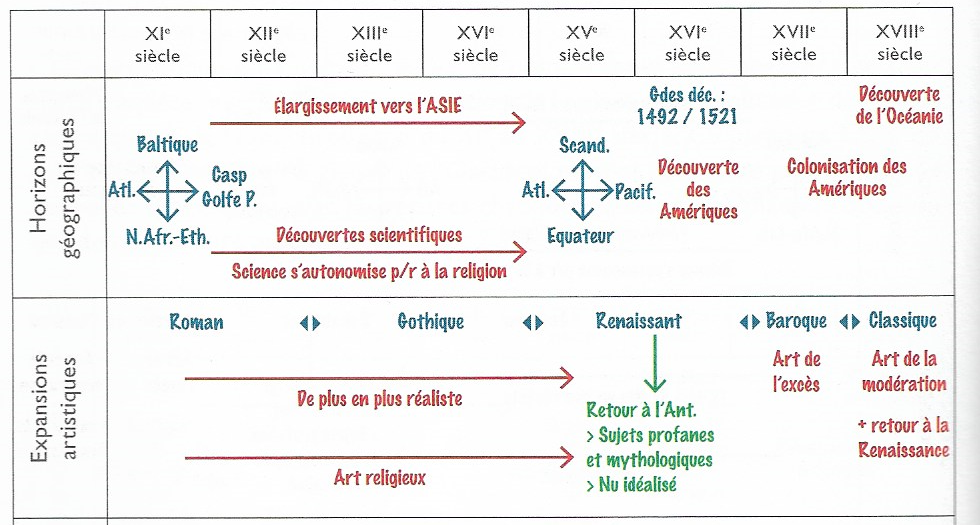 XIe siècle
XIIe siècle
XIIIe siècle
XVIe siècle
XVe siècle
XVIe siècle
XVIIe siècle
XVIIIe siècle
Horizons
géographiques
Élargissement vers l'ASIE
Gdes déc. :
1492 / 1521
Découverte
de l'Océanie
Baltique
Atl.
Casp
Golfe P.
N.Afr.-Eth.
Scand.
Atl.
Pacif.
Equateur
Découverte
des
Amériques
Colonisation des
Amériques
Découvertes scientifiques
Science s'autonomise p/r à la religion
Expansions
artistiques
Roman
Gothique
Renaissant
Baroque
Classique
De plus en plus réaliste
Art religieux
Retour à l'Ant.
> Sujets profanes
et mythologiques
> Nu idéalisé
Art de
l'excès
Art de la
modération
+ retour à la
Renaissance